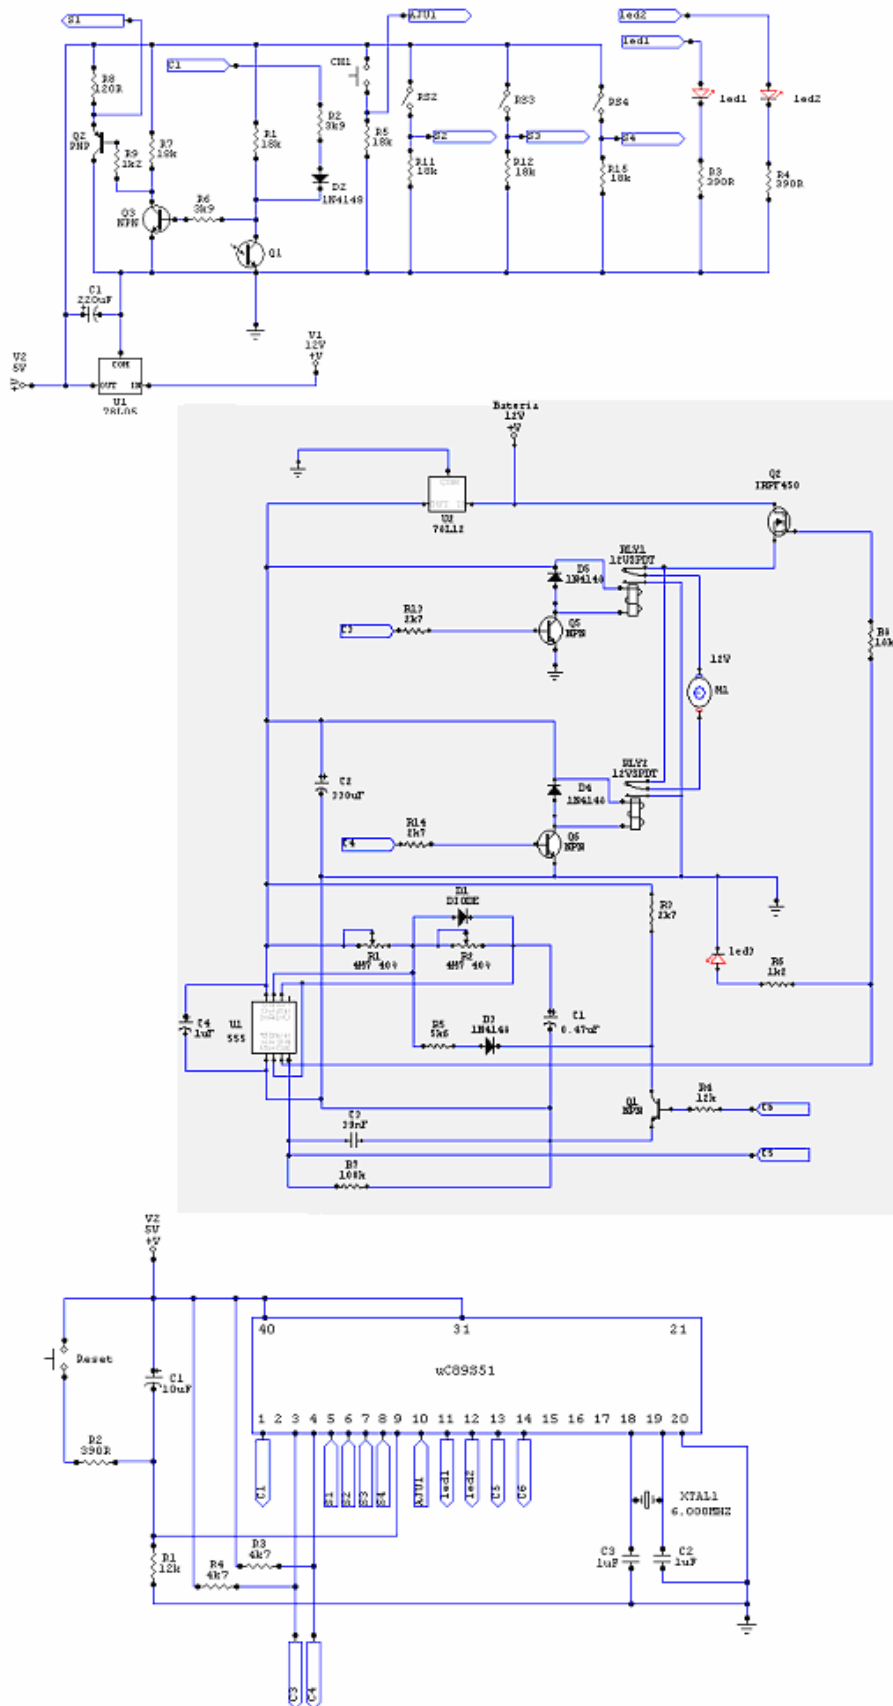 S1
AJU1
led2
led1
C1
CH1
R8
120R
R2
3k9
RS2
RS3
RS4
led1
led2
Q2
PNP
R9
1k2
R7
18k
R1
18k
R5
18k
S2
S3
S4
R11
18k
R12
18k
R15
18k
R3
390R
R4
390R
D2
1N4148
Q3
NPN
R6
3k9
Q1
C1
220uF
V1
12V
+V
V2
5V
+V
COM
OUT IN
U1
78L05
Bateria
12V
+V
COM
OUT IN
U2
78L12
Q2
IRPF450
D5
1N4148
RLY1
12VSPDT
R13
2k7
C3
Q5
NPN
12V
M1
C2
330uF
RLY2
12VSPDT
D4
1N4148
R14
2k7
C4
Q6
NPN
D1
DIODE
R1
4M7 40%
R2
4M7 40%
2k7
led3
1k2
C4
1uF
U1
555
R5
5k6
D3
1N4148
C1
0.47uF
Q1
NPN
12k
C6
C3
39nF
C5
R7
100k
V2
5V
+V
40
31
21
Reset
uC89S51
C1
10uF
1 2 3 4 5 6 7 8 9 10 11 12 13 14 15 16 17 18 19 20
R2
390R
C1
S1
S2
S3
S4
AJU1
led1
led2
C5
C6
XTAL1
6.000MHZ
R1
12k
R3
4k7
R4
4k7
C3
1uF
C2
1uF
C3
C4